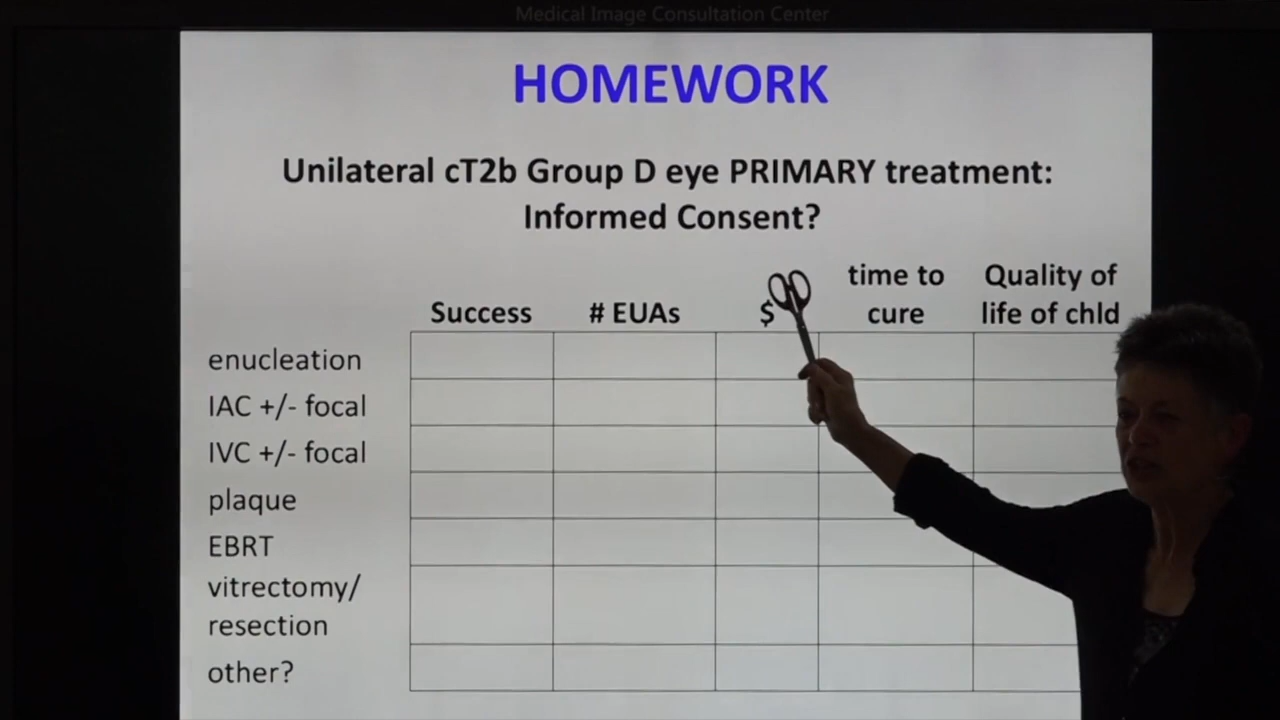 Medical Image Consultation Center
HOMEWORK
Unilateral cT2b Group D eye PRIMARY treatment:
Informed Consent?
Success # EUAs $ time to cure Quality of life of chld
enucleation
IAC +/- focal
IVC +/- focal
plaque
EBRT
vitrectomy/
resection
other?